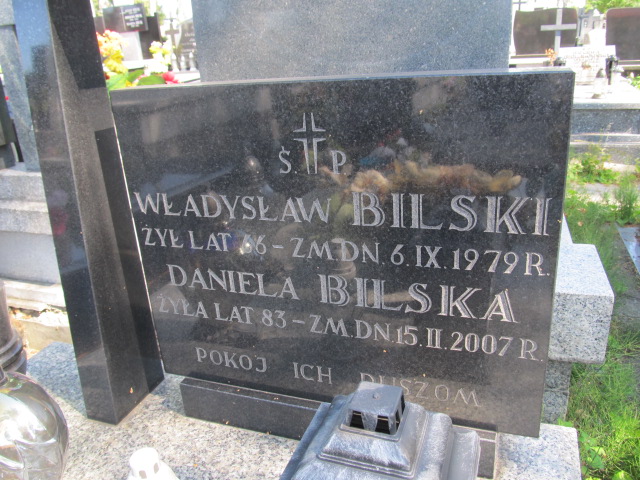 Ś. P.
WŁADYSŁAW BILSKI
ŻYŁ LAT 66 – ZM. DN. 6 IX. 1979 R.
DANIELA BILSKA
ŻYŁA LAT 83 – ZM. DN. 15. II. 2007 R.
POKOJ ICH DUSZOM